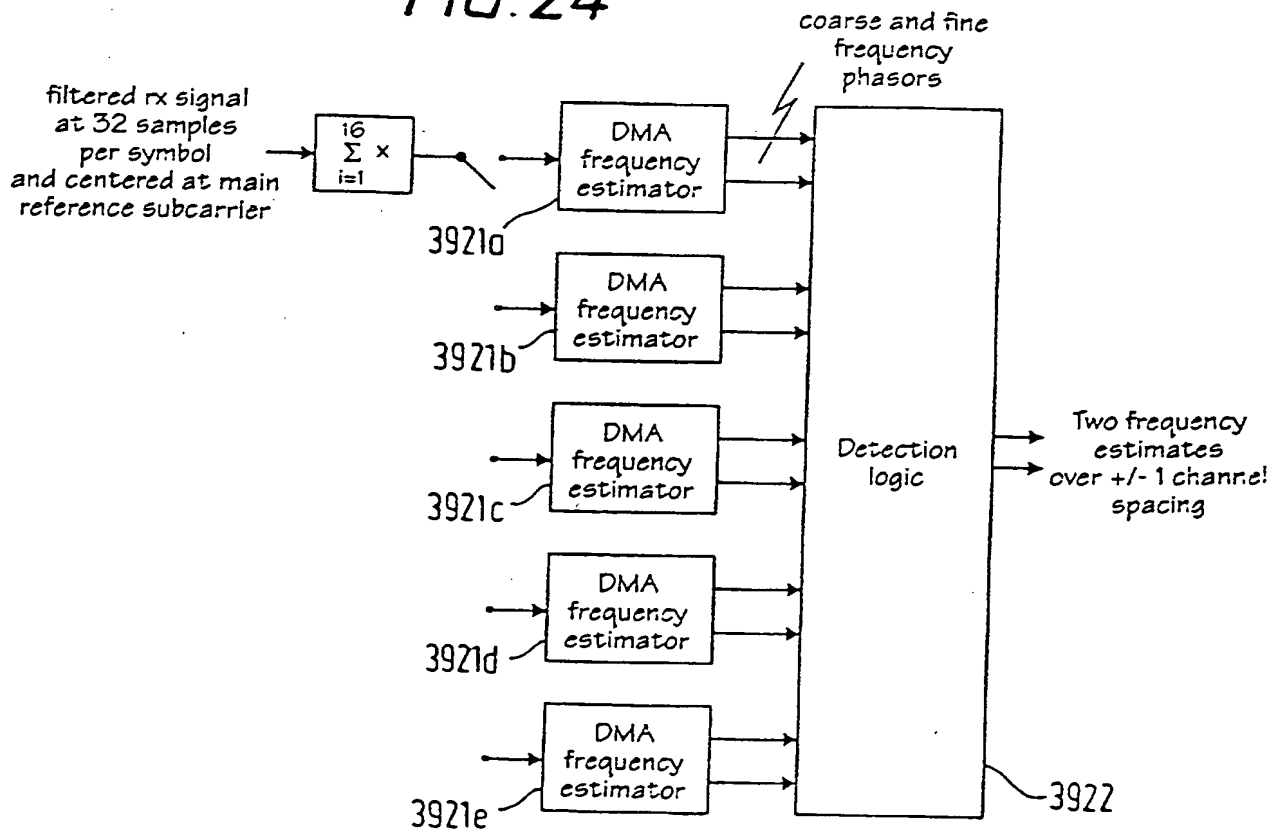 FIG. 24
coarse and fine
frequency
phasors
filtered rx signal
at 32 samples
per symbol
and centered at main
reference subcarrier
16
Σ x
i=1
DMA
frequency
estimator
3921a
DMA
frequency
estimator
3921b
DMA
frequency
estimator
3921c
DMA
frequency
estimator
3921d
DMA
frequency
estimator
3921e
Detection
logic
3922
Two frequency
estimates
over +/- 1 channel
spacing